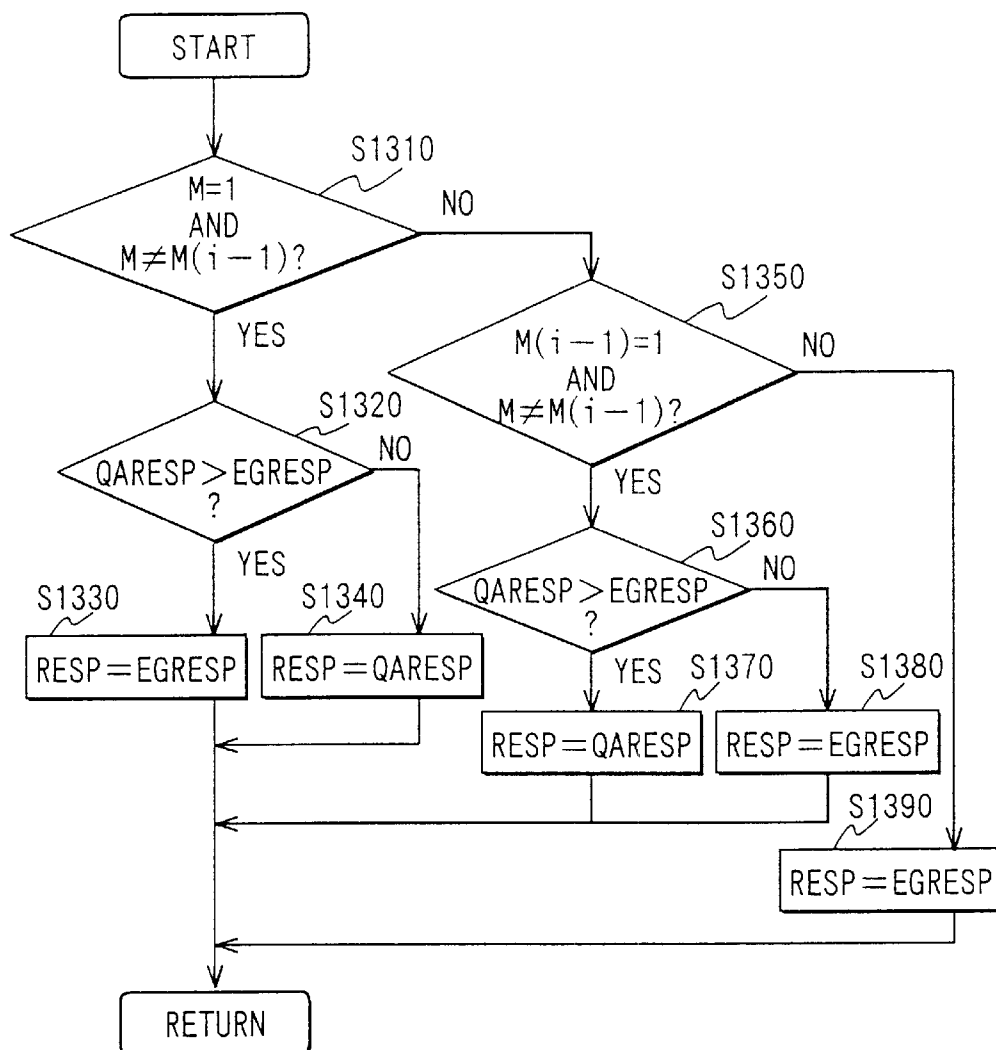 START
S1310
M=1
AND
M≠M(i−1)?
NO
YES
S1350
M(i−1)=1
AND
M≠M(i−1)?
NO
YES
S1320
QARESP>EGRESP
?
NO
YES
S1360
QARESP>EGRESP
?
NO
YES
S1330
RESP=EGRESP
S1340
RESP=QARESP
S1370
RESP=QARESP
S1380
RESP=EGRESP
S1390
RESP=EGRESP
RETURN